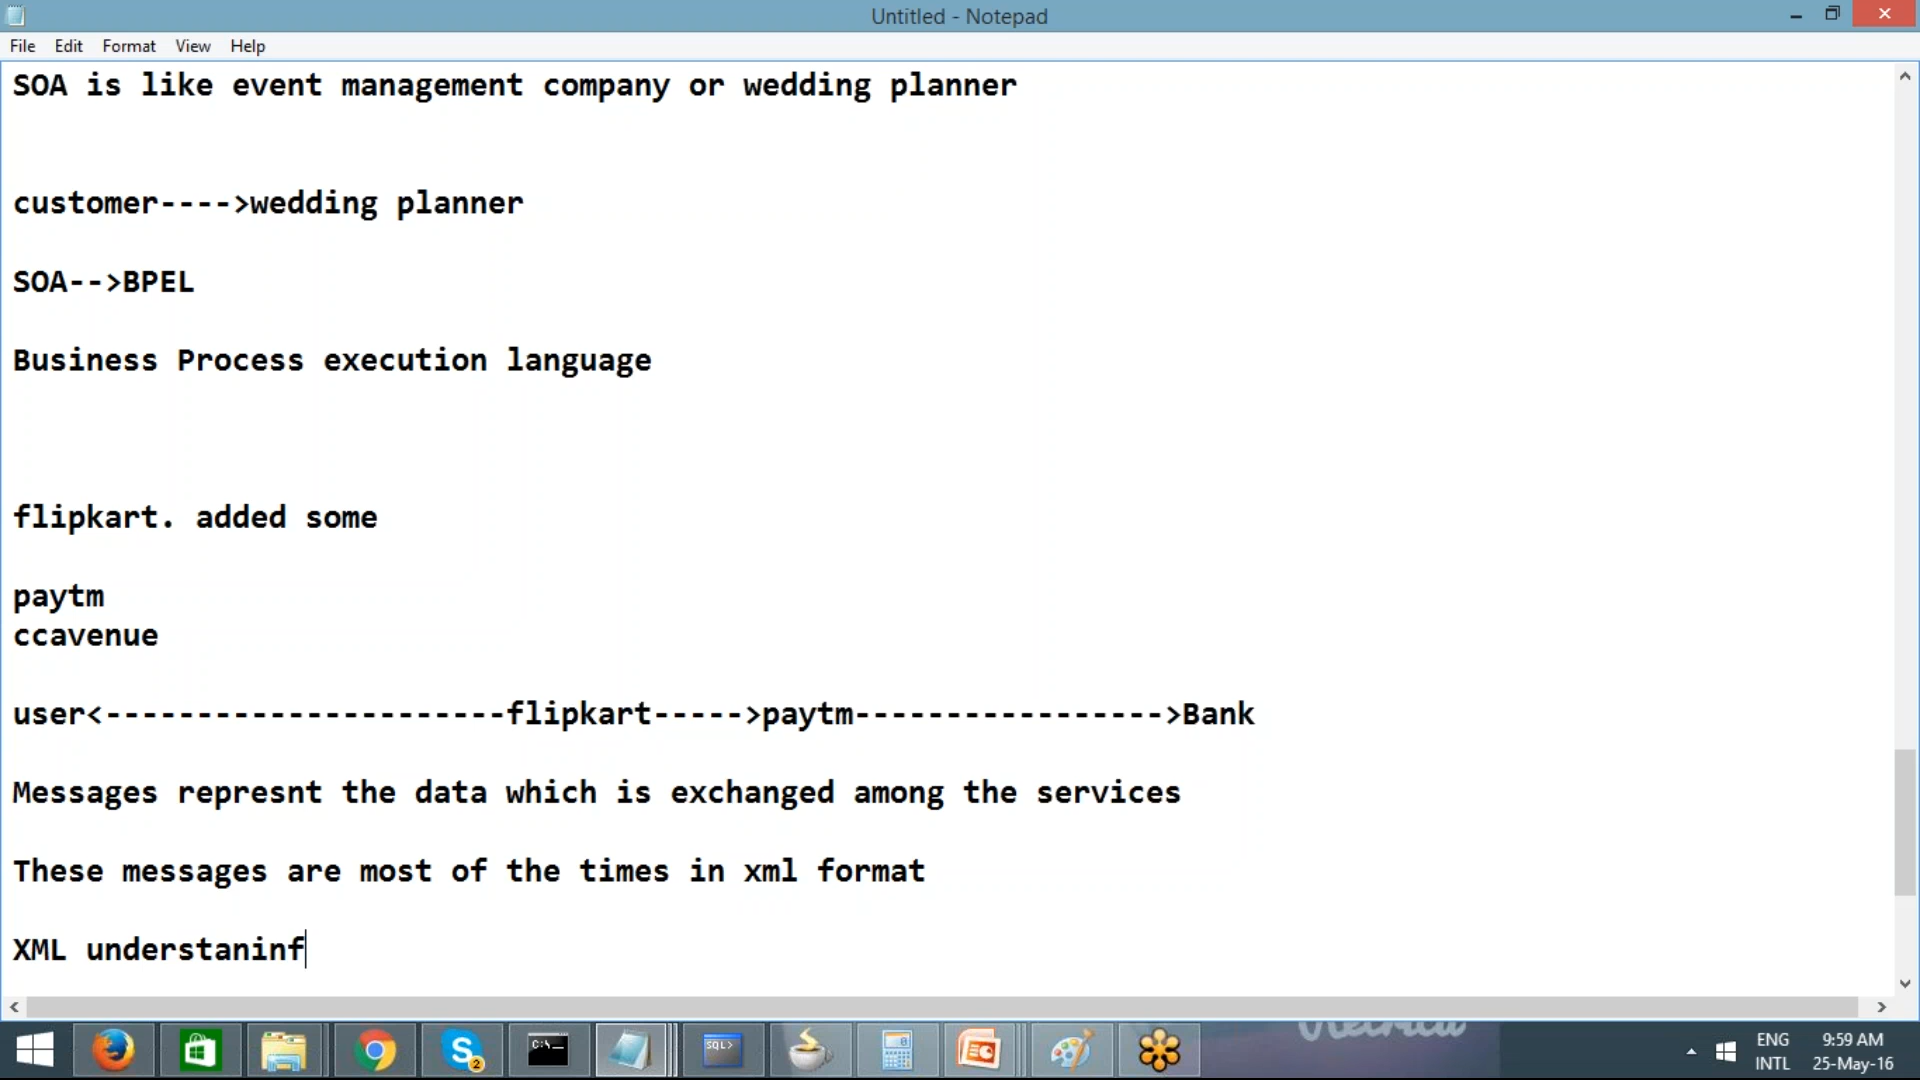 Untitled - Notepad
File Edit Format View Help
SOA is like event management company or wedding planner
customer---->wedding planner
SOA-->BPEL
Business Process execution language
flipkart. added some
paytm
ccavenue
user<----------------------flipkart----->paytm----------------->Bank
Messages represnt the data which is exchanged among the services
These messages are most of the times in xml format
XML understaninf
S 2
C:\._
SQL>
ENG 9:59 AM
INTL 25-May-16